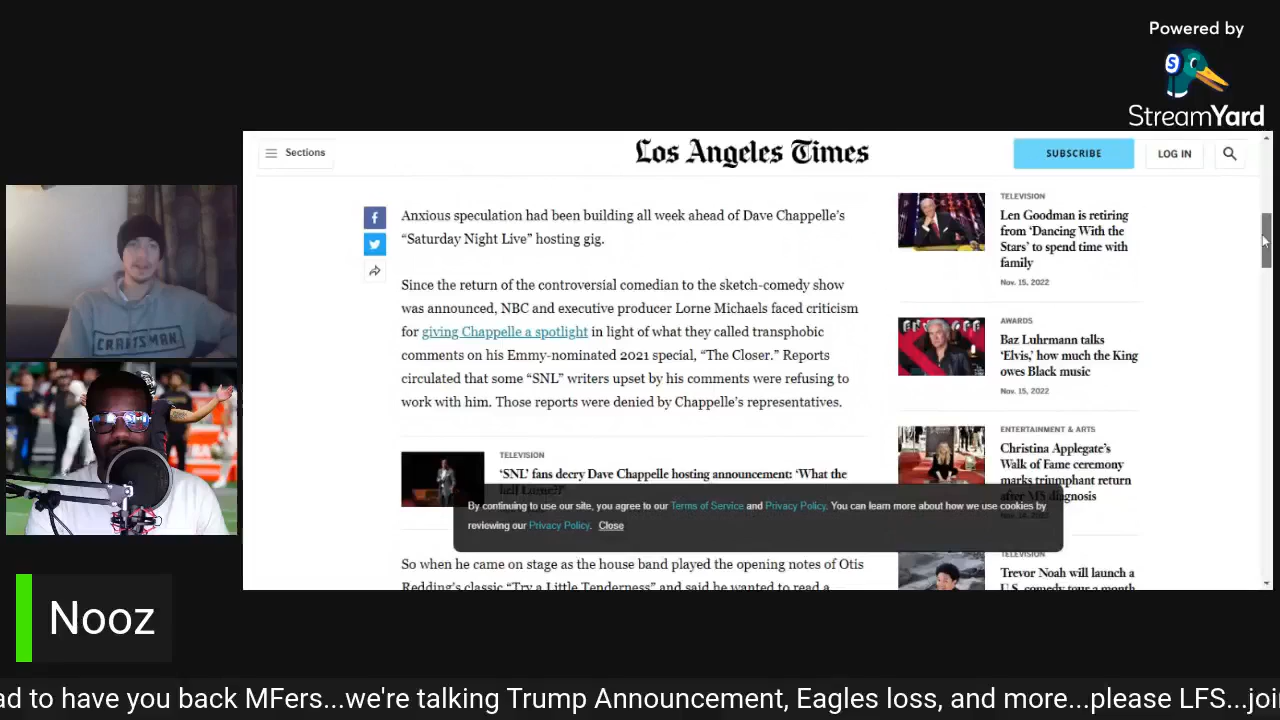 Powered by
StreamYard
Sections
Los Angeles Times
SUBSCRIBE
LOG IN
Anxious speculation had been building all week ahead of Dave Chappelle's
"Saturday Night Live" hosting gig.
Since the return of the controversial comedian to the sketch-comedy show
was announced, NBC and executive producer Lorne Michaels faced criticism
for giving Chappelle a spotlight in light of what they called transphobic
comments on his Emmy-nominated 2021 special, "The Closer." Reports
circulated that some "SNL" writers upset by his comments were refusing to
work with him. Those reports were denied by Chappelle's representatives.
TELEVISION
'SNL' fans decry Dave Chappelle hosting announcement: 'What the
hell Lorne?!'
So when he came on stage as the house band played the opening notes of Otis
Redding's classic "Try a Little Tenderness" and said he wanted to read a
TELEVISION
Len Goodman is retiring
from 'Dancing With the
Stars' to spend time with
family
Nov. 15, 2022
AWARDS
Baz Luhrmann talks
'Elvis,' how much the King
owes Black music
Nov. 15, 2022
ENTERTAINMENT & ARTS
Christina Applegate's
Walk of Fame ceremony
marks triumphant return
after MS diagnosis
TELEVISION
Trevor Noah will launch a
U.S. comedy tour a month
By continuing to use our site, you agree to our Terms of Service and Privacy Policy. You can learn more about how we use cookies by
reviewing our Privacy Policy. Close
CRAFTSMAN
Nooz
ad to have you back MFers...we're talking Trump Announcement, Eagles loss, and more...please LFS...joi